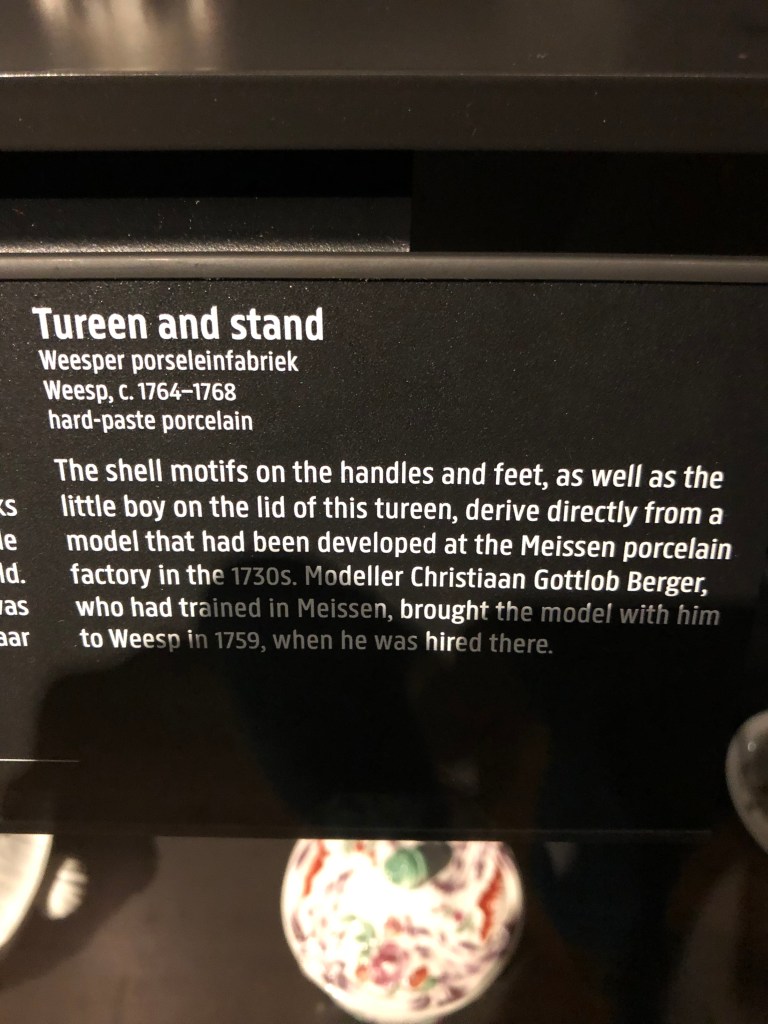 Tureen and stand
Weesper porseleinfabriek
Weesp, c. 1764–1768
hard-paste porcelain
The shell motifs on the handles and feet, as well as the
little boy on the lid of this tureen, derive directly from a
model that had been developed at the Meissen porcelain
factory in the 1730s. Modeller Christiaan Gottlob Berger,
who had trained in Meissen, brought the model with him
to Weesp in 1759, when he was hired there.